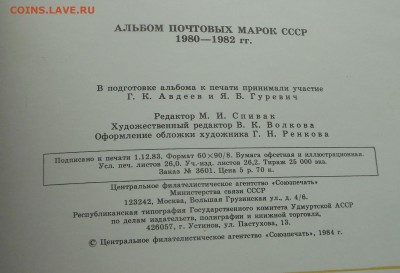 COINS.LAVE.RU
АЛЬБОМ ПОЧТОВЫХ МАРОК СССР
1980—1982 гг.
В подготовке альбома к печати принимали участие
Г. К. Авдеев и Я. Б. Гуревич
Редактор М. И. Спивак
Художественный редактор В. К. Волкова
Оформление обложки художника Г. Н. Ренкова
Подписано к печати 1.12.83. Формат 60×90/8. Бумага офсетная и иллюстрационная.
Усл. печ. листов 26,0. Уч.-изд. листов 26,2. Тираж 25 000 экз.
Заказ № 3601. Цена 5 р. 70 к.
Центральное филателистическое агентство «Союзпечать»
Министерства связи СССР
123242, Москва, Большая Грузинская ул., д. 4/6.
Республиканская типография Государственного комитета Удмуртской АССР
по делам издательств, полиграфии и книжной торговли,
426057, г. Устинов, ул. Пастухова, 13.
© Центральное филателистическое агентство «Союзпечать», 1984 г.